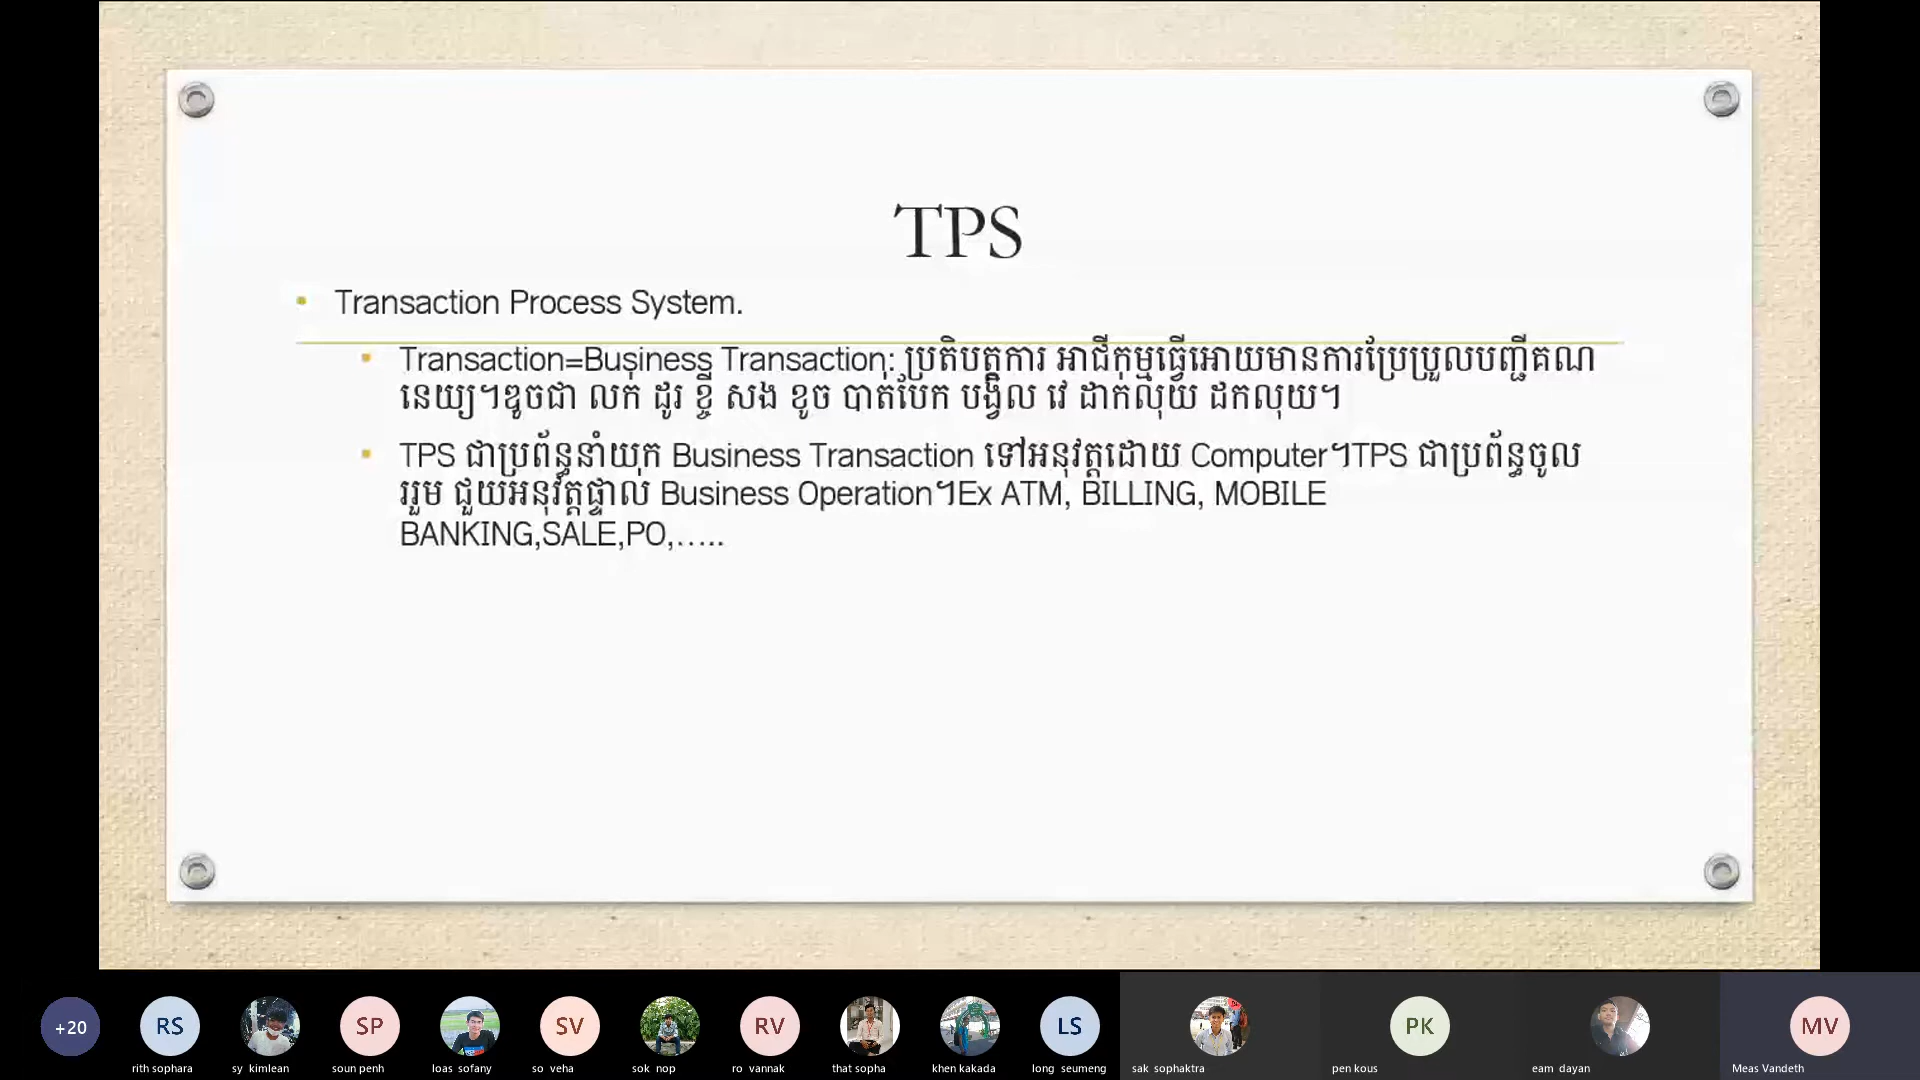 TPS
Transaction Process System.
Transaction=Business Transaction: ប្រតិបត្តការ អាជីកម្មធ្វើអោយមានការប្រែប្រួលបញ្ជីគណ
នេយ្យ។ឌូចជា លក់ ដូរ ខ្ចី សង ខូច បាត់បែក បង្វិល វេ ដាក់លុយ ដកលុយ។
TPS ជាប្រព័ន្ធនាំយក Business Transaction ទៅអនុវត្តដោយ Computer។TPS ជាប្រព័ន្ធចូល
រួម ជួយអនុវត្តផ្ទាល់ Business Operation។Ex ATM, BILLING, MOBILE
BANKING,SALE,PO,…..
+20 RS SP SV RV LS PK MV
rith sophara sy kimlean soun penh loas sofany so veha sok nop ro vannak that sopha khen kakada long seumeng sak sophaktra pen kous eam dayan Meas Vandeth